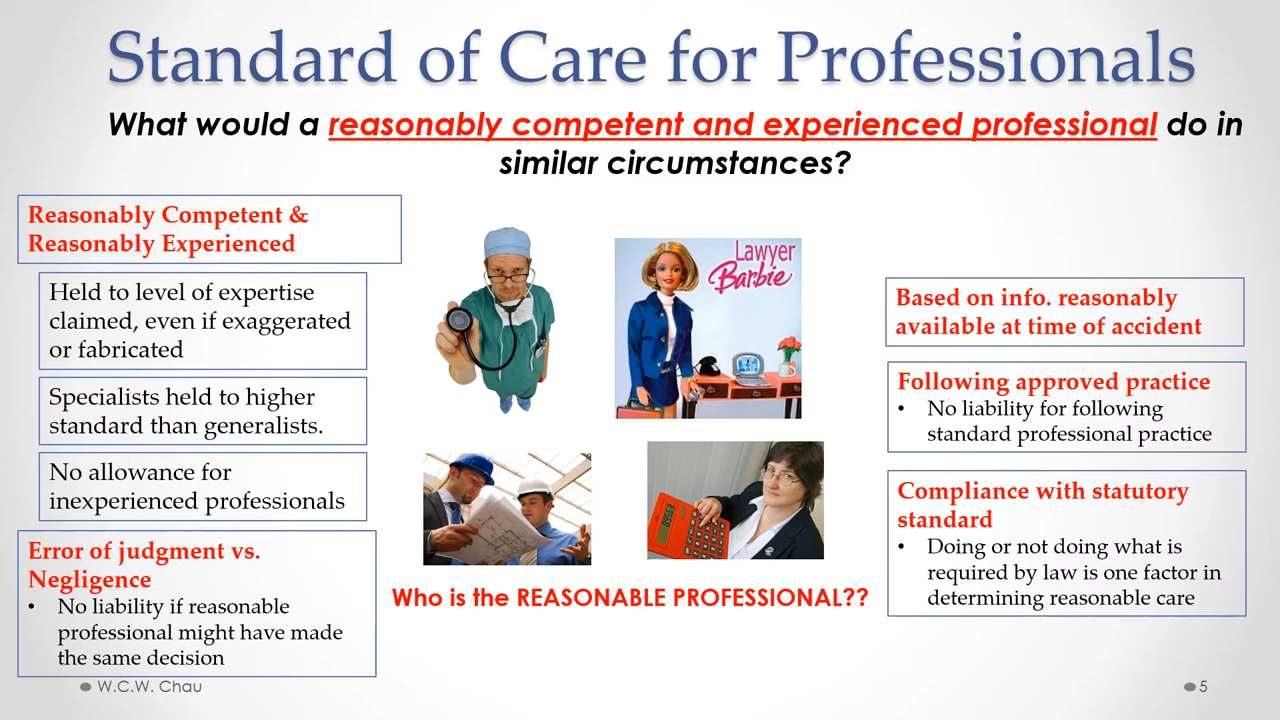 Standard of Care for Professionals
What would a reasonably competent and experienced professional do in
similar circumstances?
Reasonably Competent &
Reasonably Experienced
Held to level of expertise
claimed, even if exaggerated
or fabricated
Specialists held to higher
standard than generalists.
No allowance for
inexperienced professionals
Error of judgment vs.
Negligence
• No liability if reasonable
professional might have made
the same decision
Lawyer
Barbie
Who is the REASONABLE PROFESSIONAL??
Based on info. reasonably
available at time of accident
Following approved practice
• No liability for following
standard professional practice
Compliance with statutory
standard
• Doing or not doing what is
required by law is one factor in
determining reasonable care
W.C.W. Chau
5